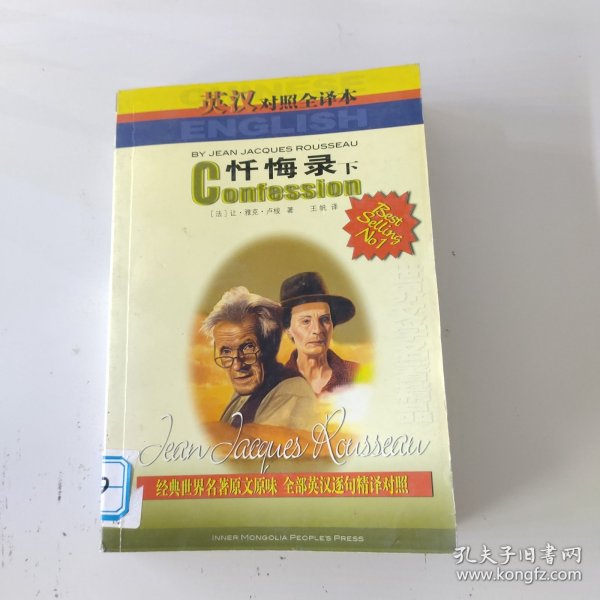 CHINESE
英汉对照全译本
ENGLISH
BY JEAN JACQUES ROUSSEAU
忏悔录 下
Confession
[法] 让·雅克·卢梭 著 王帆 译
Best
Selling
No1
Jean Jacques Rousseau
经典世界名著原文原味 全部英汉逐句精译对照
9
INNER MONGOLIA PEOPLE'S PRESS
孔夫子旧书网
www.kongfz.com